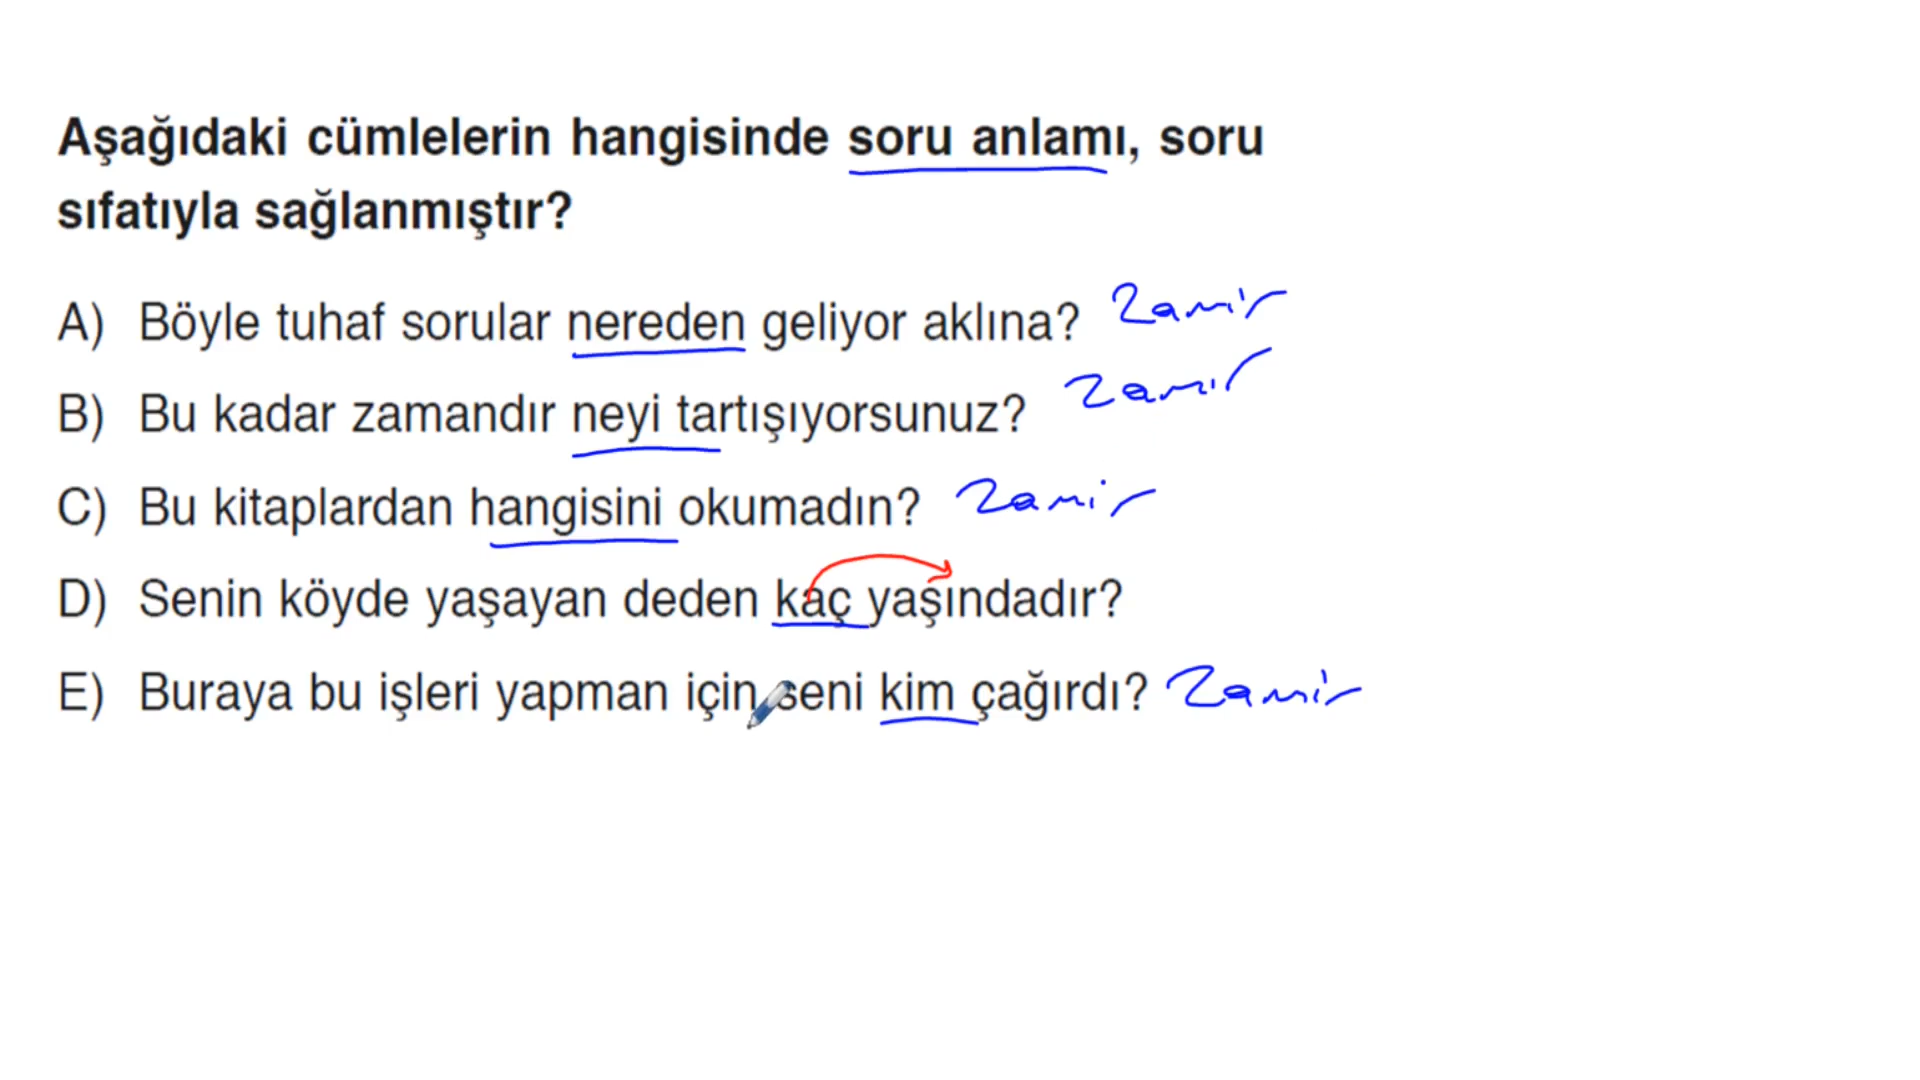 Aşağıdaki cümlelerin hangisinde soru anlamı, soru
sıfatıyla sağlanmıştır?
A) Böyle tuhaf sorular nereden geliyor aklına? Zamir
B) Bu kadar zamandır neyi tartışıyorsunuz? Zamir
C) Bu kitaplardan hangisini okumadın? Zamir
D) Senin köyde yaşayan deden kaç yaşındadır?
E) Buraya bu işleri yapman için seni kim çağırdı? Zamir